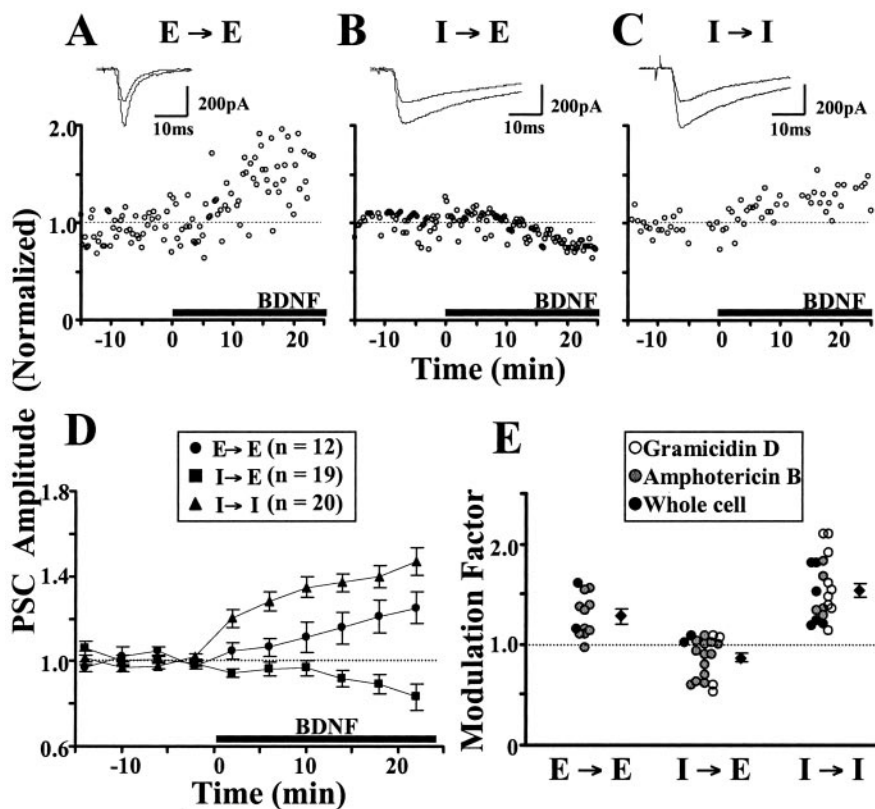 A E → E
B I → E
C I → I
200pA
10ms
200pA
10ms
200pA
10ms
2.0
1.0
0
BDNF
BDNF
BDNF
-10 0 10 20
-10 0 10 20
-10 0 10 20
Time (min)
PSC Amplitude (Normalized)
D
E→ E (n = 12)
I→ E (n = 19)
I→ I (n = 20)
1.8
1.4
1.0
0.6
BDNF
-10 0 10 20
Time (min)
E
Gramicidin D
Amphotericin B
Whole cell
Modulation Factor
2.0
1.0
0
E → E I → E I → I